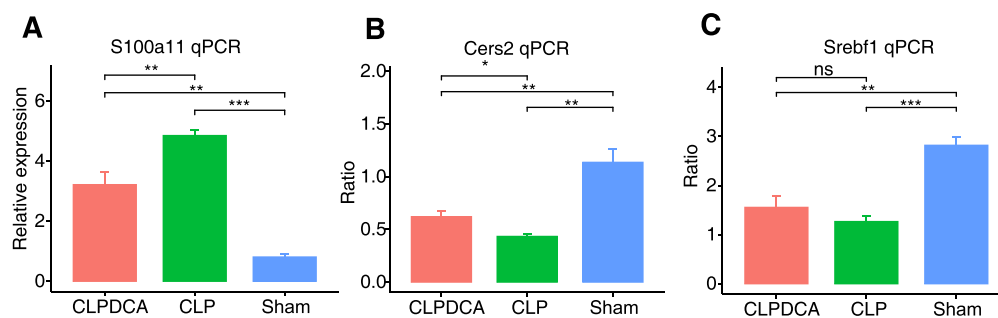 A
S100a11 qPCR
Relative expression
6
4
2
0
**
**
***
CLPDCA CLP Sham
B
Cers2 qPCR
Ratio
2.0
1.5
1.0
0.5
0.0
*
**
**
CLPDCA CLP Sham
C
Srebf1 qPCR
Ratio
4
3
2
1
0
ns
**
***
CLPDCA CLP Sham